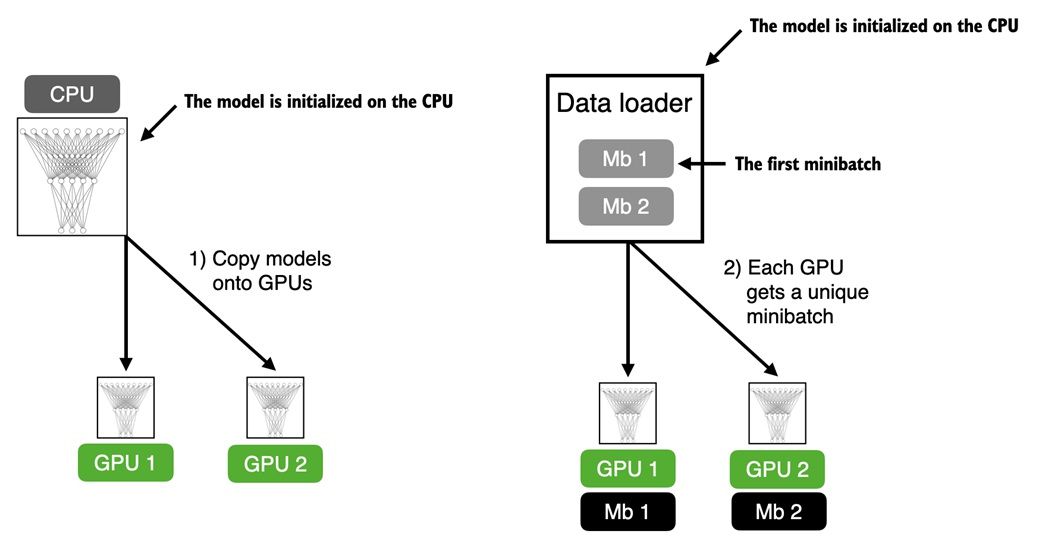 CPU
The model is initialized on the CPU
1) Copy models
onto GPUs
GPU 1
GPU 2
The model is initialized on the CPU
Data loader
Mb 1
The first minibatch
Mb 2
2) Each GPU
gets a unique
minibatch
GPU 1
GPU 2
Mb 1
Mb 2